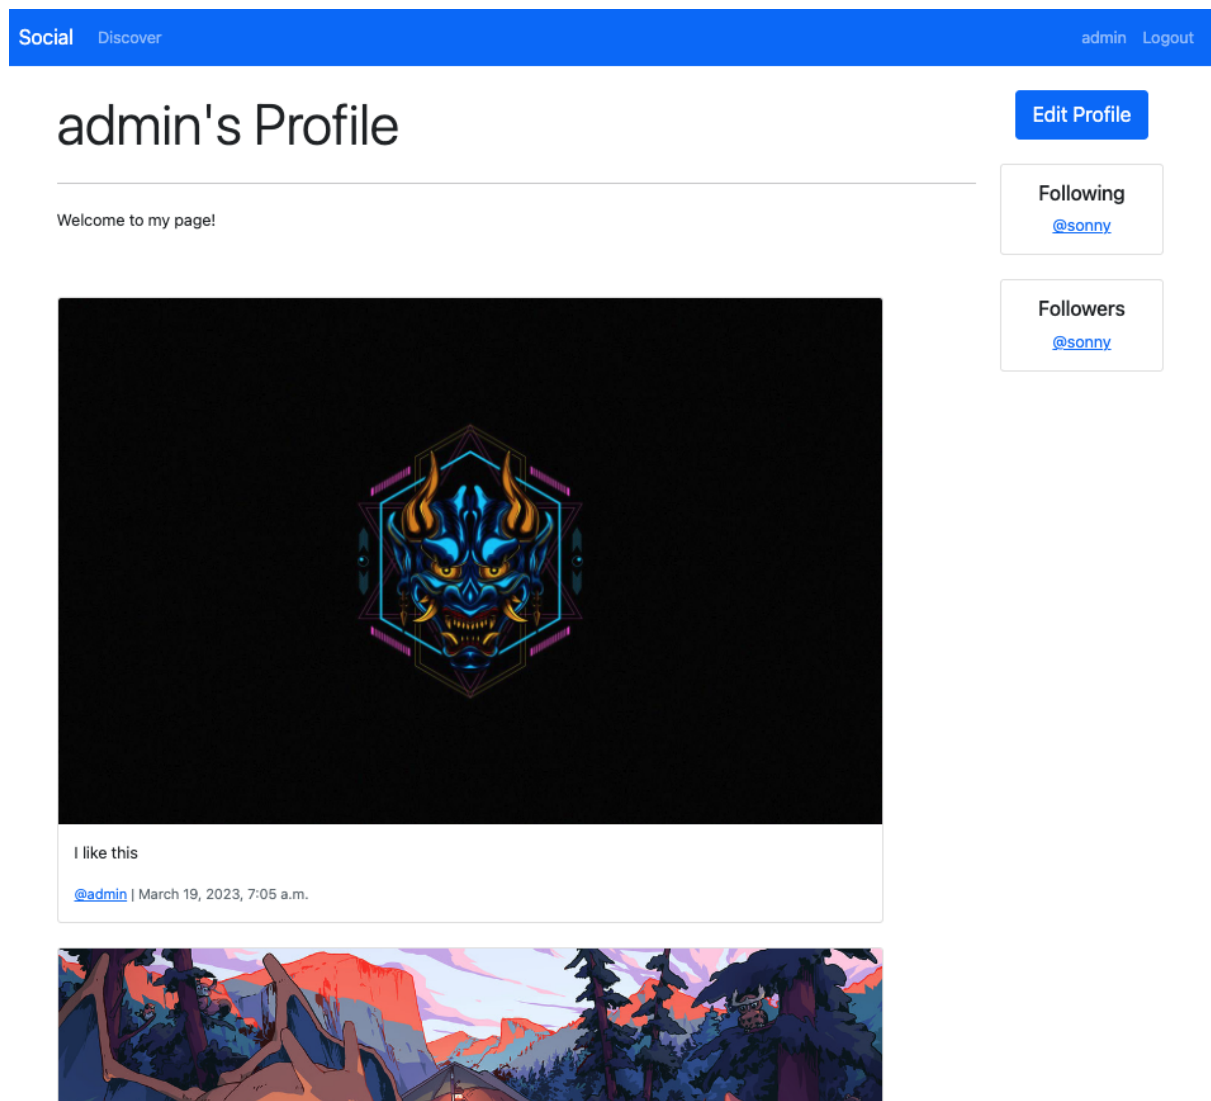 Social Discover admin Logout
admin's Profile
Edit Profile
Welcome to my page!
Following
@sonny
Followers
@sonny
I like this
@admin | March 19, 2023, 7:05 a.m.